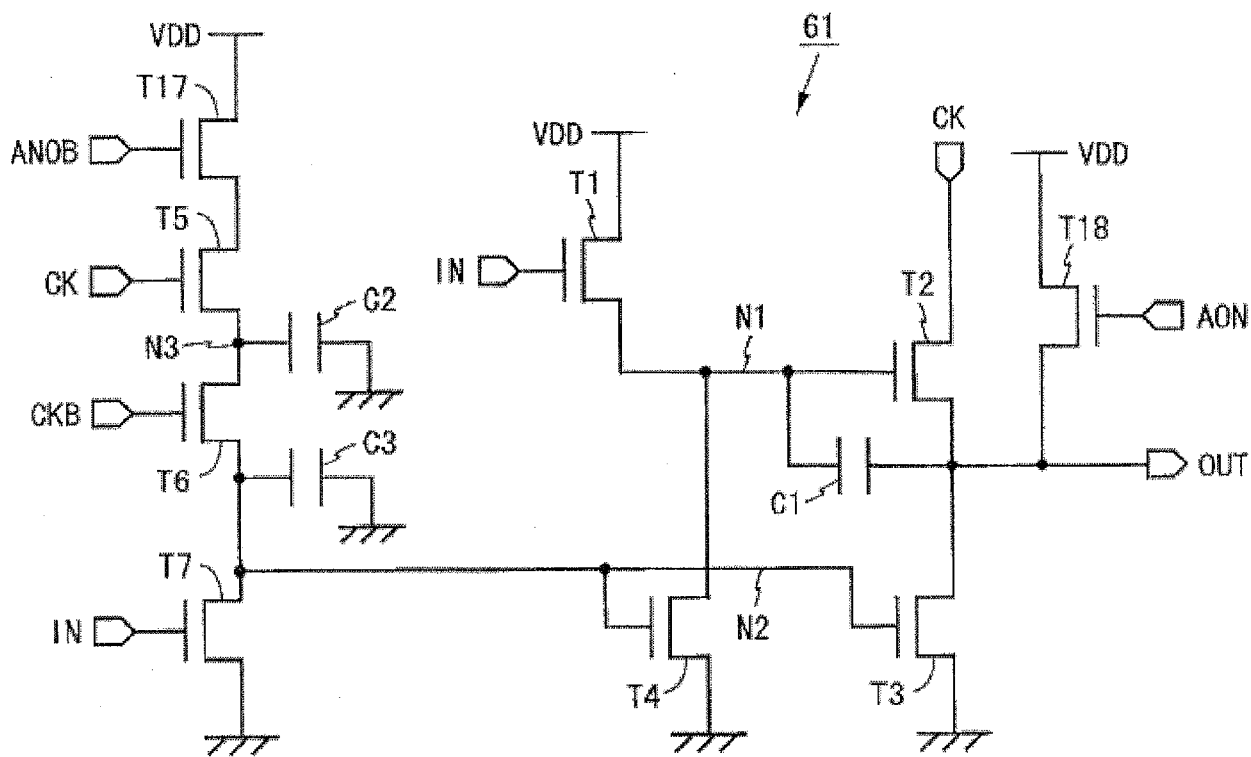 61
VDD
T17
ANOB
T5
CK
C2
N3
CKB
C3
T6
T7
IN
VDD
T1
IN
N1
T2
CK
VDD
T18
AON
C1
OUT
N2
T4
T3